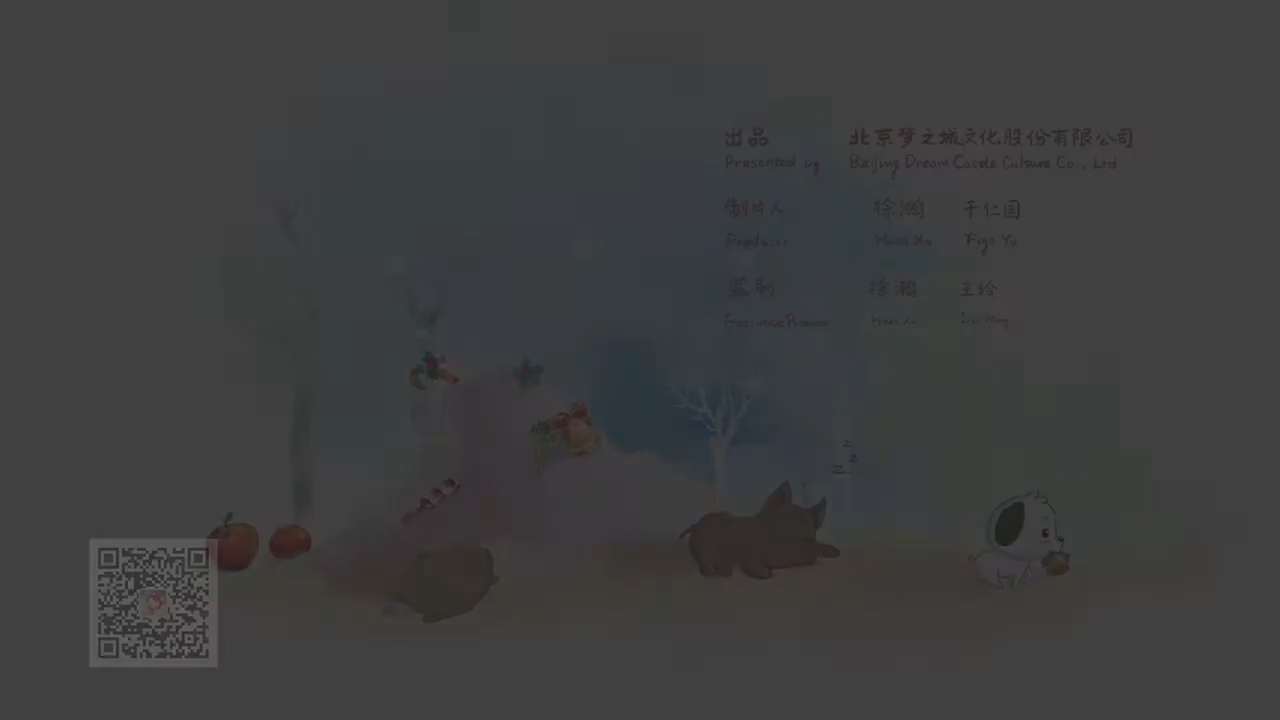 出品 北京梦之城文化股份有限公司
Presented by Beijing Dream Castle Culture Co., Ltd
制片人 徐瀚 于仁国
Producer Hans Xu Figo Yu
监制 徐瀚 王玲
Executive Producer Hans Xu
z
z
z